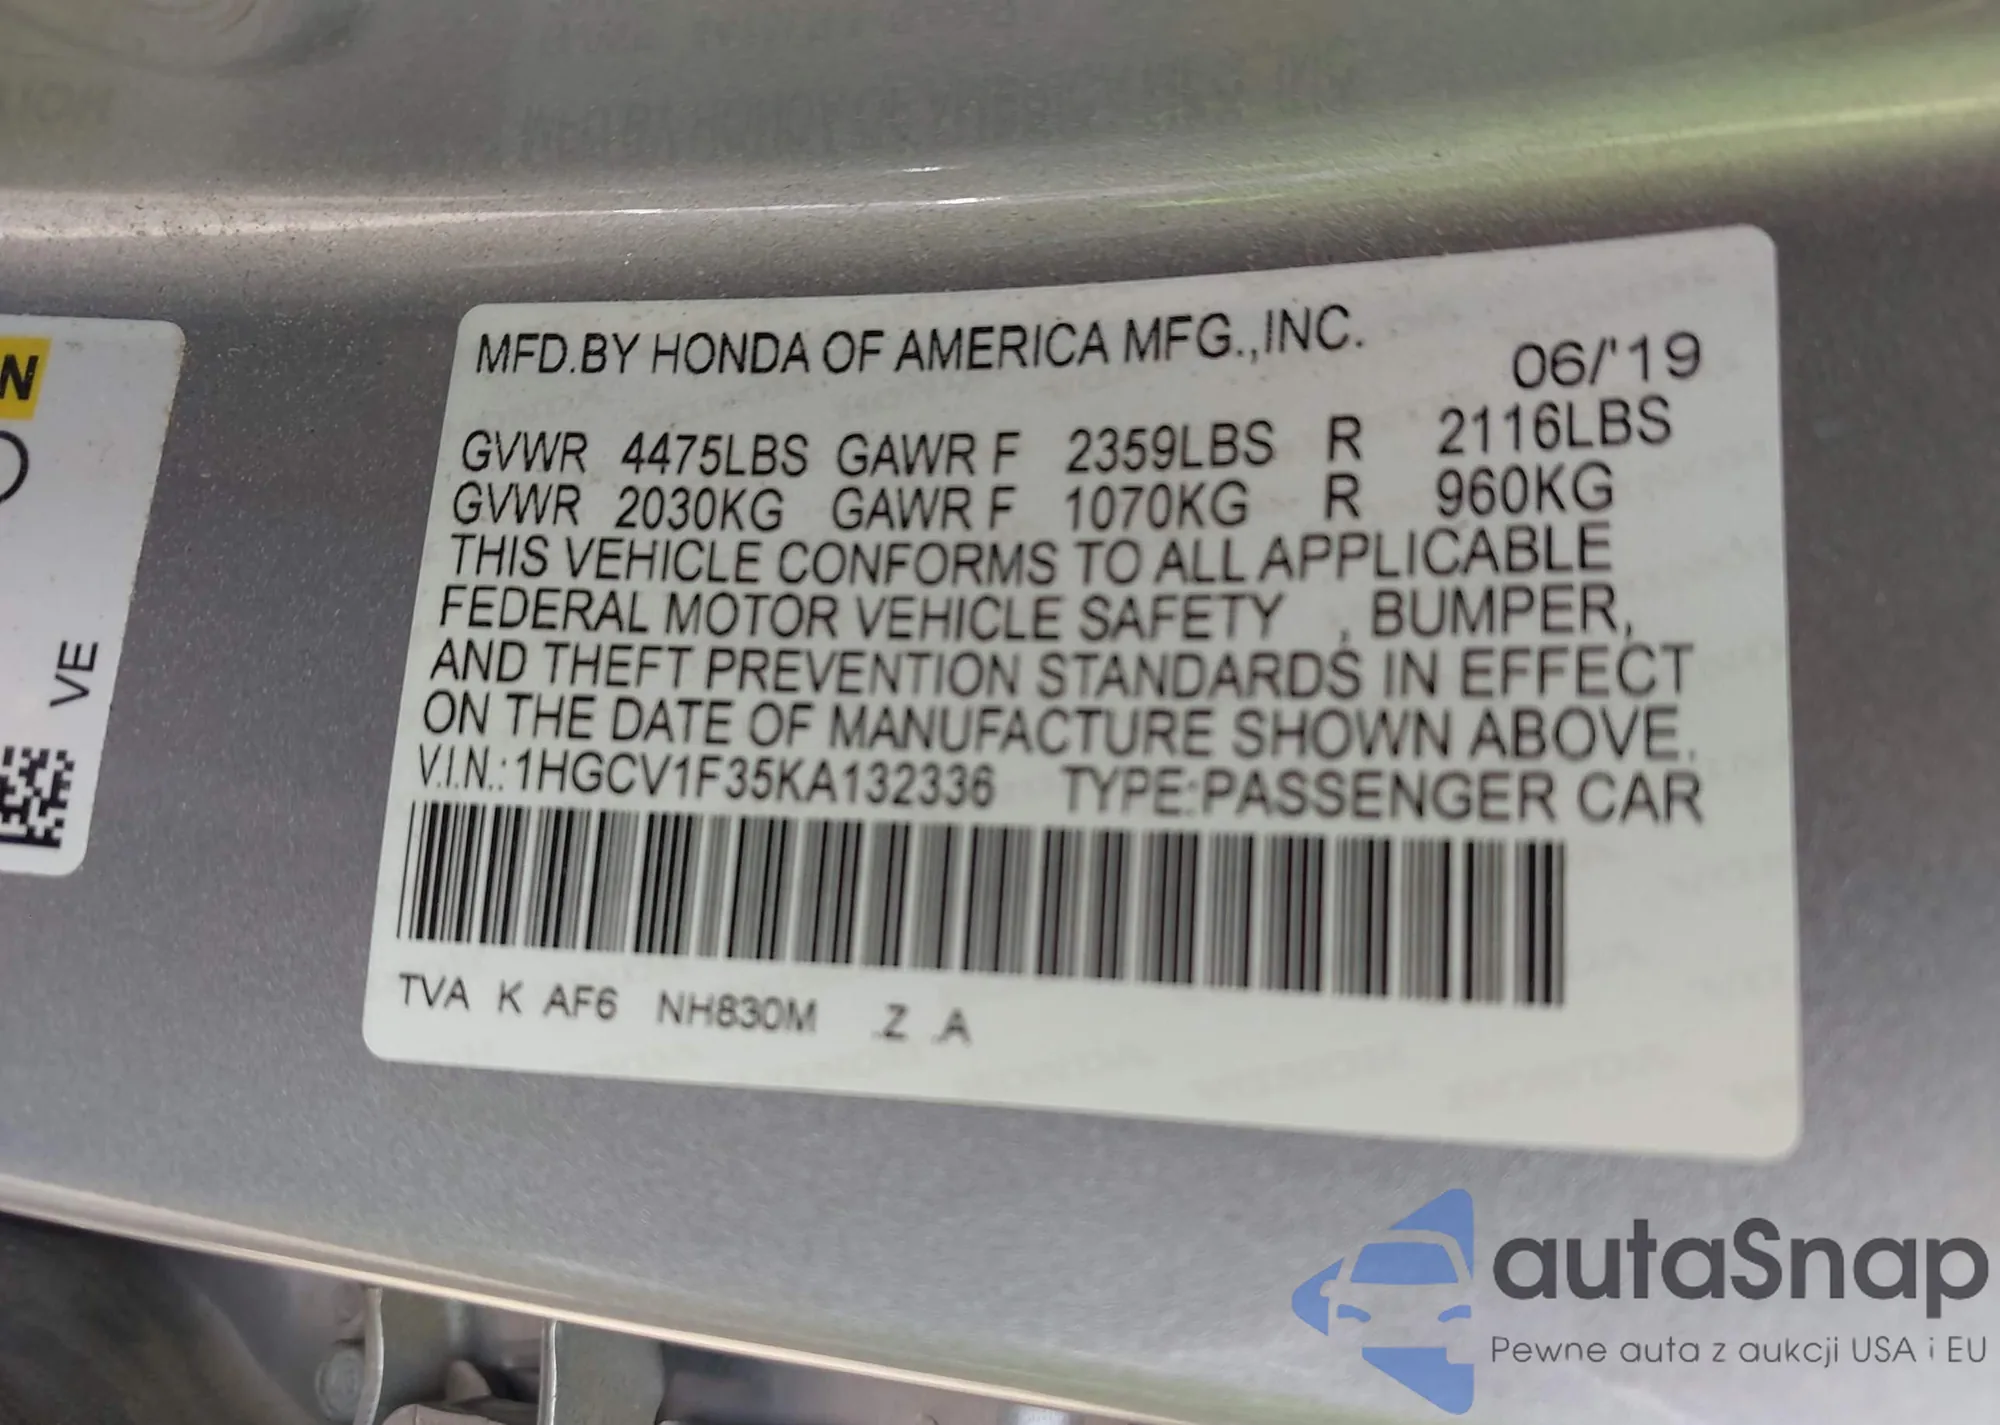 MFD.BY HONDA OF AMERICA MFG.,INC.
06/'19
GVWR 4475LBS GAWR F 2359LBS R 2116LBS
GVWR 2030KG GAWR F 1070KG R 960KG
THIS VEHICLE CONFORMS TO ALL APPLICABLE
FEDERAL MOTOR VEHICLE SAFETY , BUMPER,
AND THEFT PREVENTION STANDARDS IN EFFECT
ON THE DATE OF MANUFACTURE SHOWN ABOVE.
V.I.N.:1HGCV1F35KA132336 TYPE:PASSENGER CAR
TVA K AF6 NH830M .Z .A
N
VE
autaSnap
Pewne auta z aukcji USA i EU